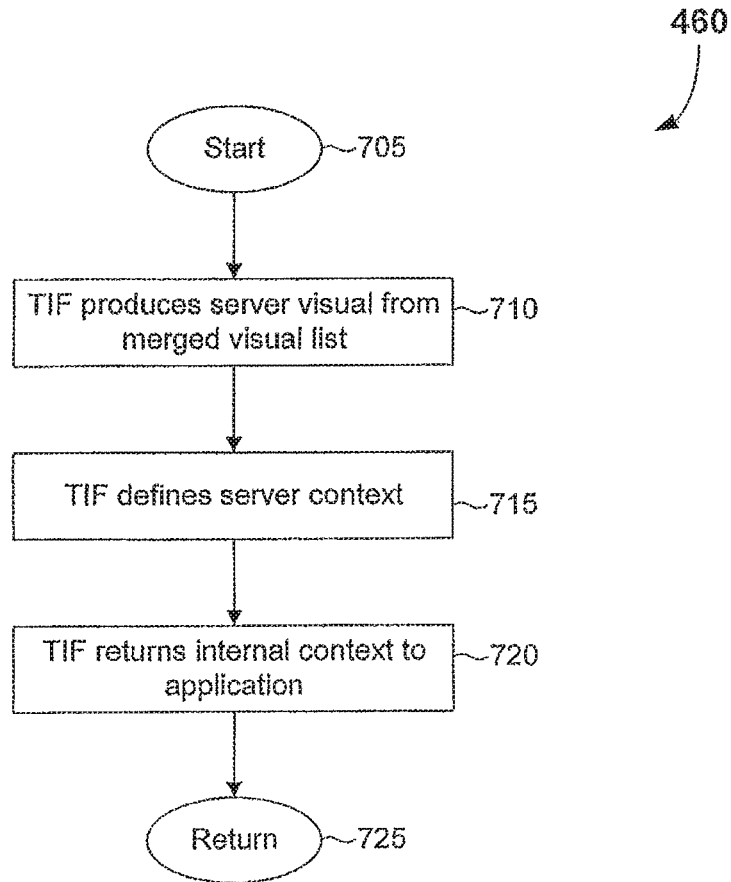 460
Start
705
TIF produces server visual from
merged visual list
710
TIF defines server context
715
TIF returns internal context to
application
720
Return
725